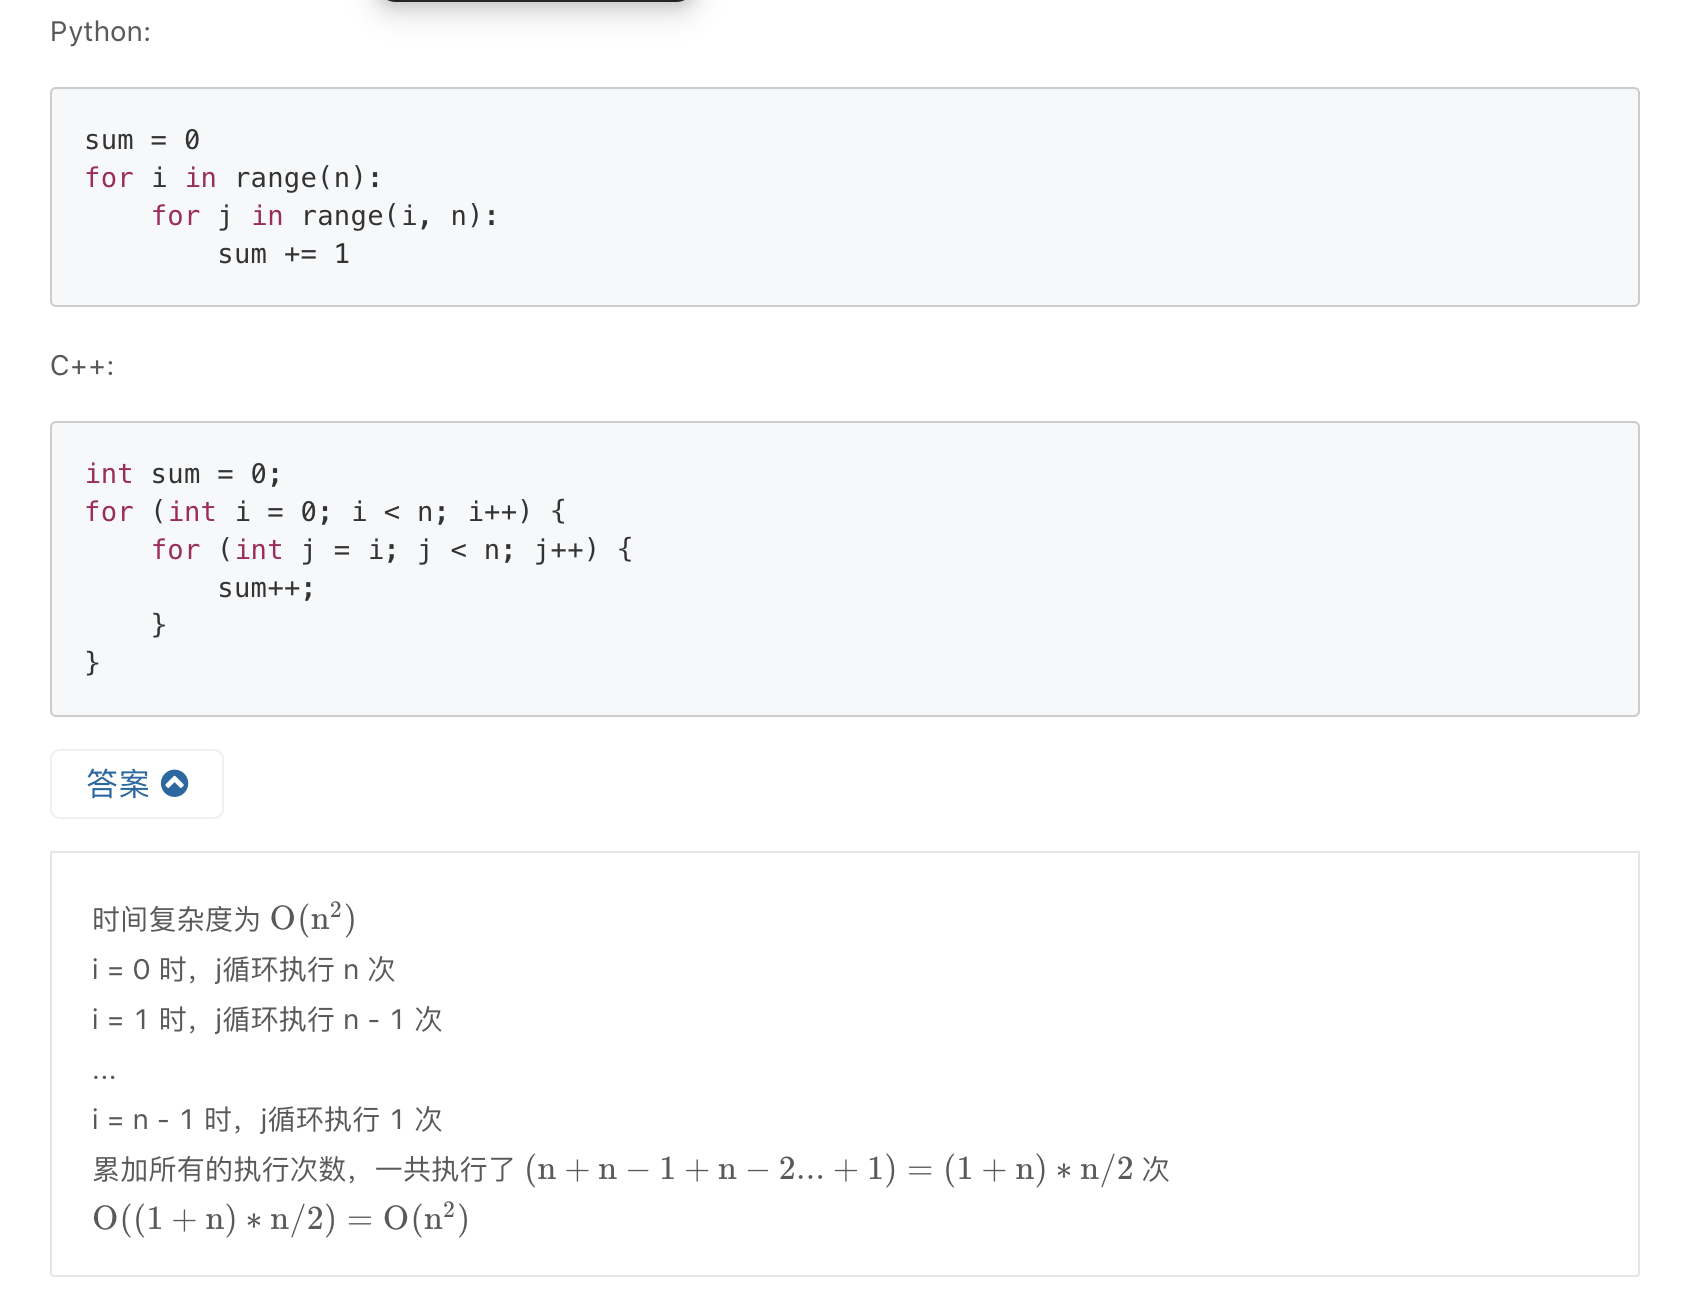 Python:
sum = 0
for i in range(n):
    for j in range(i, n):
        sum += 1
C++:
int sum = 0;
for (int i = 0; i < n; i++) {
    for (int j = i; j < n; j++) {
        sum++;
    }
}
答案
时间复杂度为 O(n²)
i = 0 时，j循环执行 n 次
i = 1 时，j循环执行 n - 1 次
...
i = n - 1 时，j循环执行 1 次
累加所有的执行次数，一共执行了 (n + n − 1 + n − 2... + 1) = (1 + n) ∗ n/2 次
O((1 + n) ∗ n/2) = O(n²)